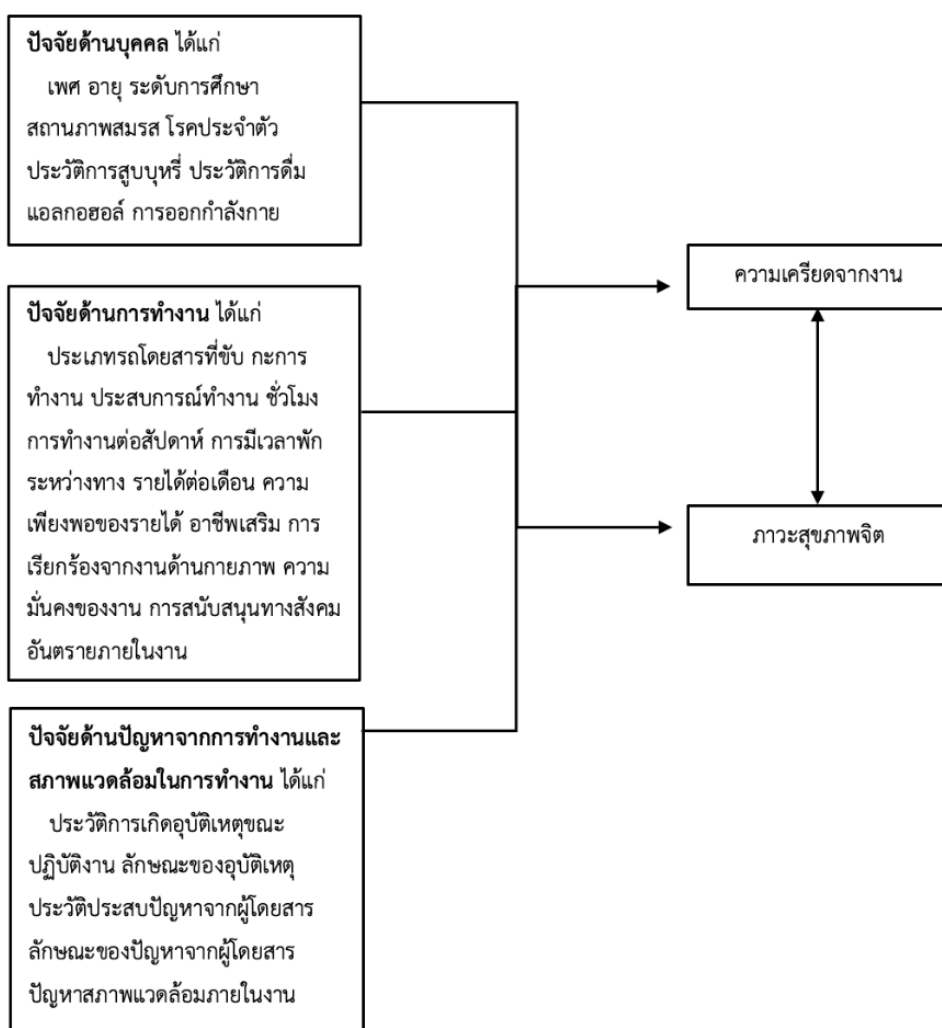 ปัจจัยด้านบุคคล ได้แก่
เพศ อายุ ระดับการศึกษา
สถานภาพสมรส โรคประจำตัว
ประวัติการสูบบุหรี่ ประวัติการดื่ม
แอลกอฮอล์ การออกกำลังกาย
ปัจจัยด้านการทำงาน ได้แก่
ประเภทรถโดยสารที่ขับ กะการ
ทำงาน ประสบการณ์ทำงาน ชั่วโมง
การทำงานต่อสัปดาห์ การมีเวลาพัก
ระหว่างทาง รายได้ต่อเดือน ความ
เพียงพอของรายได้ อาชีพเสริม การ
เรียกร้องจากงานด้านกายภาพ ความ
มั่นคงของงาน การสนับสนุนทางสังคม
อันตรายภายในงาน
ปัจจัยด้านปัญหาจากการทำงานและ
สภาพแวดล้อมในการทำงาน ได้แก่
ประวัติการเกิดอุบัติเหตุขณะ
ปฏิบัติงาน ลักษณะของอุบัติเหตุ
ประวัติประสบปัญหาจากผู้โดยสาร
ลักษณะของปัญหาจากผู้โดยสาร
ปัญหาสภาพแวดล้อมภายในงาน
ความเครียดจากงาน
ภาวะสุขภาพจิต